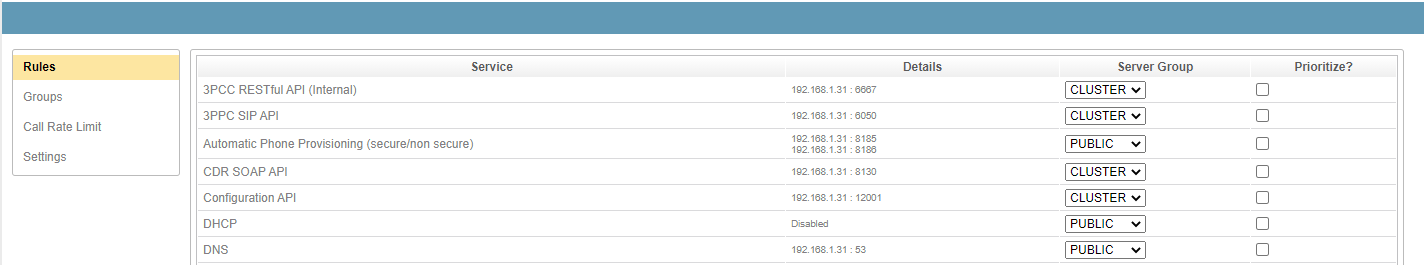 Rules
Groups
Call Rate Limit
Settings
Service Details Server Group Prioritize?
3PCC RESTful API (Internal) 192.168.1.31 : 6667 CLUSTER
3PPC SIP API 192.168.1.31 : 6050 CLUSTER
Automatic Phone Provisioning (secure/non secure) 192.168.1.31 : 8185 PUBLIC
192.168.1.31 : 8186
CDR SOAP API 192.168.1.31 : 8130 CLUSTER
Configuration API 192.168.1.31 : 12001 CLUSTER
DHCP Disabled PUBLIC
DNS 192.168.1.31 : 53 PUBLIC